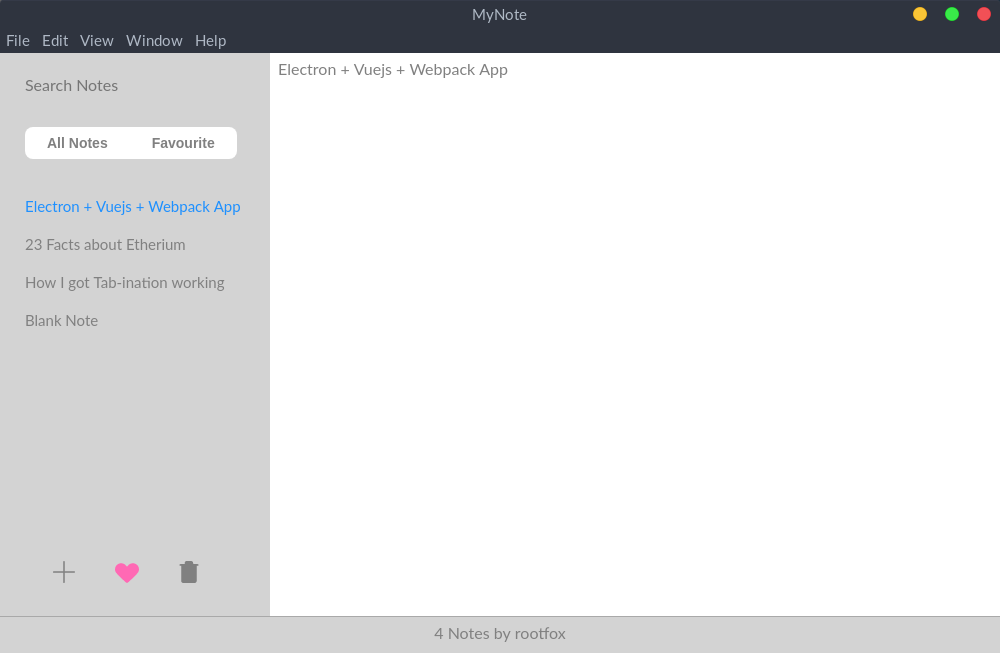 MyNote
File Edit View Window Help
Search Notes
All Notes Favourite
Electron + Vuejs + Webpack App
23 Facts about Etherium
How I got Tab-ination working
Blank Note
Electron + Vuejs + Webpack App
4 Notes by rootfox